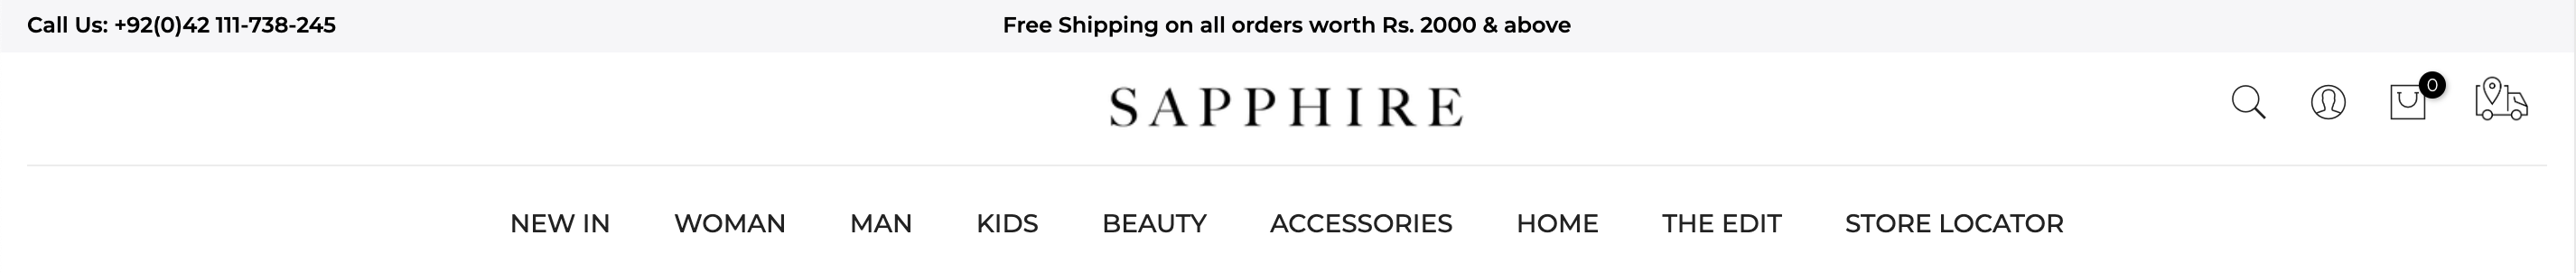 Call Us: +92(0)42 111-738-245
Free Shipping on all orders worth Rs. 2000 & above
SAPPHIRE
0
NEW IN WOMAN MAN KIDS BEAUTY ACCESSORIES HOME THE EDIT STORE LOCATOR